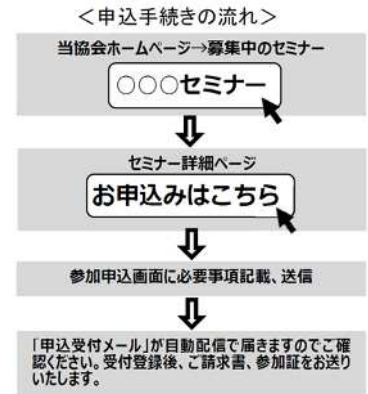 ＜申込手続きの流れ＞
当協会ホームページ→募集中のセミナー
○○○セミナー
セミナー詳細ページ
お申込みはこちら
参加申込画面に必要事項記載、送信
「申込受付メール」が自動配信で届きますのでご確
認ください。受付登録後、ご請求書、参加証をお送り
いたします。